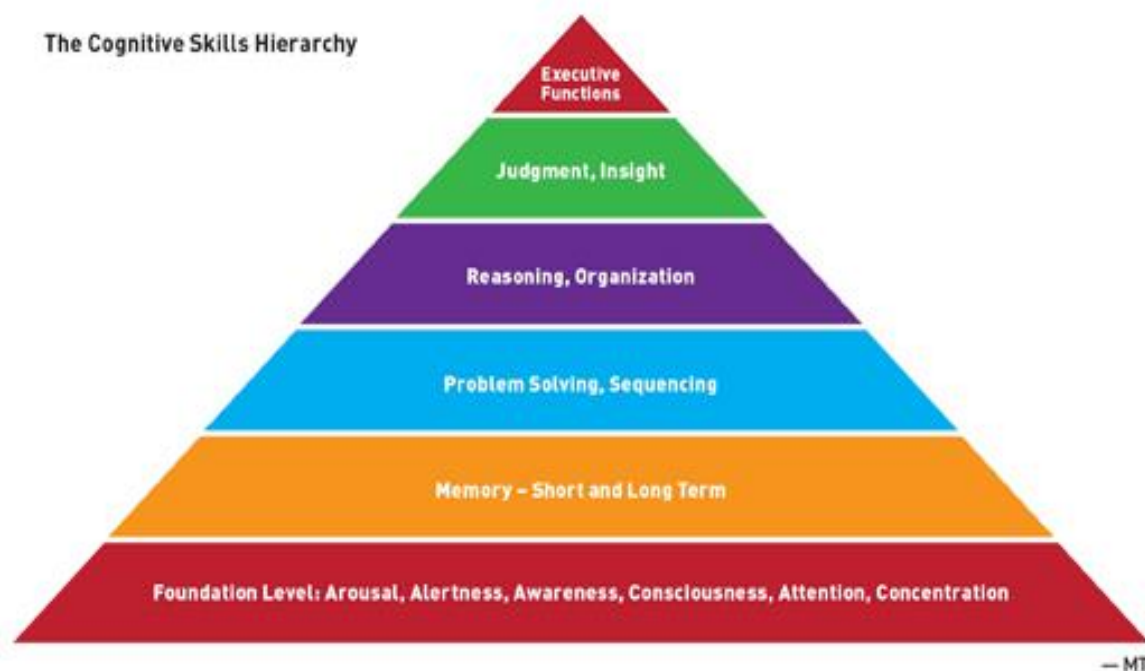 The Cognitive Skills Hierarchy
Executive
Functions
Judgment, Insight
Reasoning, Organization
Problem Solving, Sequencing
Memory – Short and Long Term
Foundation Level: Arousal, Alertness, Awareness, Consciousness, Attention, Concentration